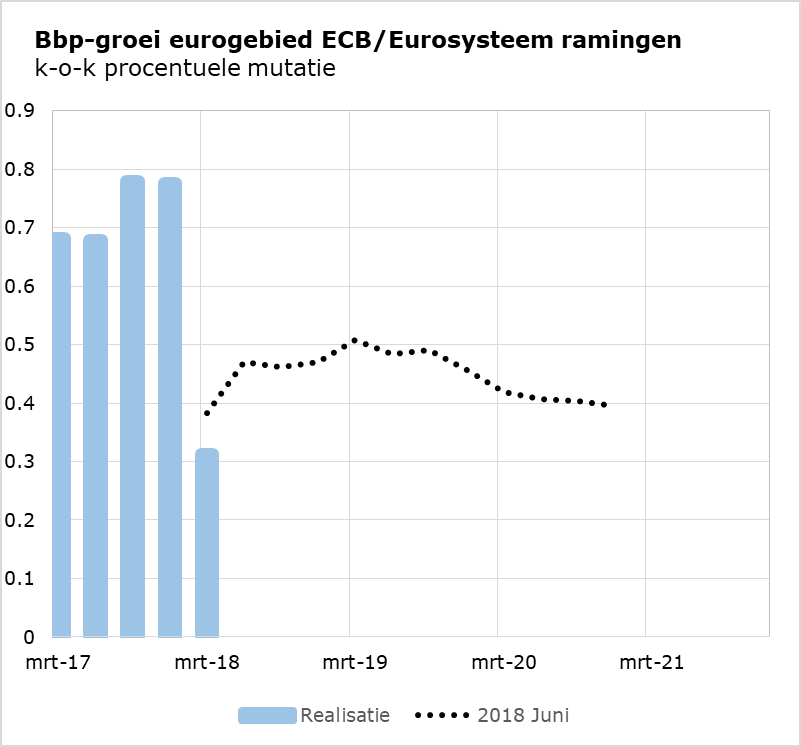 Bbp-groei eurogebied ECB/Eurosysteem ramingen
k-o-k procentuele mutatie
0.9
0.8
0.7
0.6
0.5
0.4
0.3
0.2
0.1
0
mrt-17 mrt-18 mrt-19 mrt-20 mrt-21
Realisatie 2018 Juni